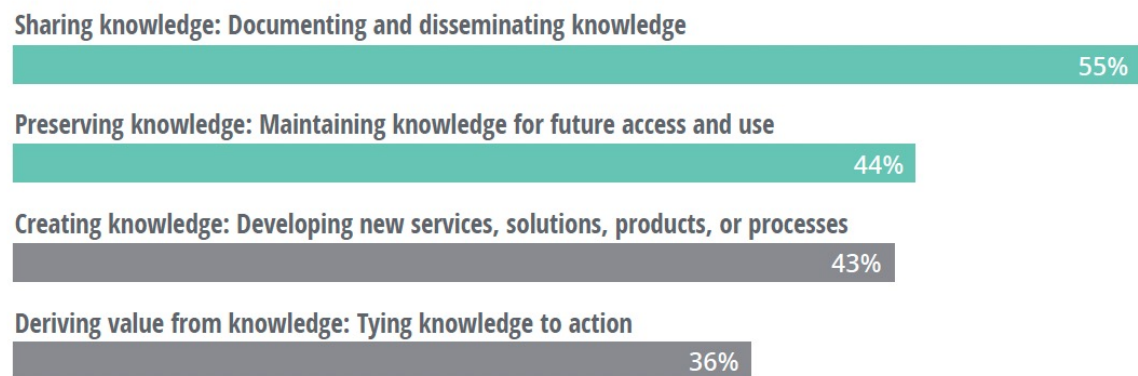 Sharing knowledge: Documenting and disseminating knowledge
55%
Preserving knowledge: Maintaining knowledge for future access and use
44%
Creating knowledge: Developing new services, solutions, products, or processes
43%
Deriving value from knowledge: Tying knowledge to action
36%